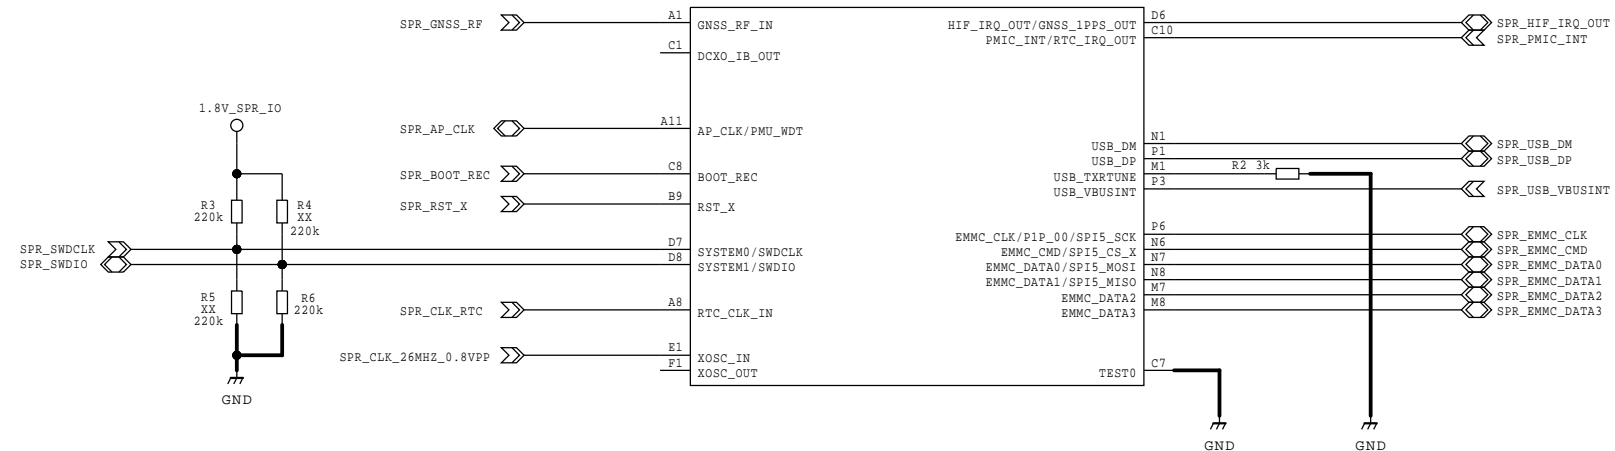 SPR_GNSS_RF A1 GNSS_RF_IN HIF_IRQ_OUT/GNSS_1PPS_OUT D6 SPR_HIF_IRQ_OUT
PMIC_INT/RTC_IRQ_OUT C10 SPR_PMIC_INT
C1 DCXO_IB_OUT
1.8V_SPR_IO
SPR_AP_CLK A11 AP_CLK/PMU_WDT
USB_DM N1 SPR_USB_DM
USB_DP P1 SPR_USB_DP
SPR_BOOT_REC C8 BOOT_REC USB_TXRTUNE M1 R2 3k
USB_VBUSINT P3 SPR_USB_VBUSINT
R3 R4
220k XX
220k
SPR_RST_X B9 RST_X
EMMC_CLK/P1P_00/SPI5_SCK P6 SPR_EMMC_CLK
SPR_SWDCLK D7 SYSTEM0/SWDCLK EMMC_CMD/SPI5_CS_X N6 SPR_EMMC_CMD
SPR_SWDIO D8 SYSTEM1/SWDIO EMMC_DATA0/SPI5_MOSI N7 SPR_EMMC_DATA0
EMMC_DATA1/SPI5_MISO N8 SPR_EMMC_DATA1
R5 R6 EMMC_DATA2 M7 SPR_EMMC_DATA2
XX 220k
220k
SPR_CLK_RTC A8 RTC_CLK_IN EMMC_DATA3 M8 SPR_EMMC_DATA3
SPR_CLK_26MHZ_0.8VPP E1 XOSC_IN
F1 XOSC_OUT TEST0 C7
GND
GND GND